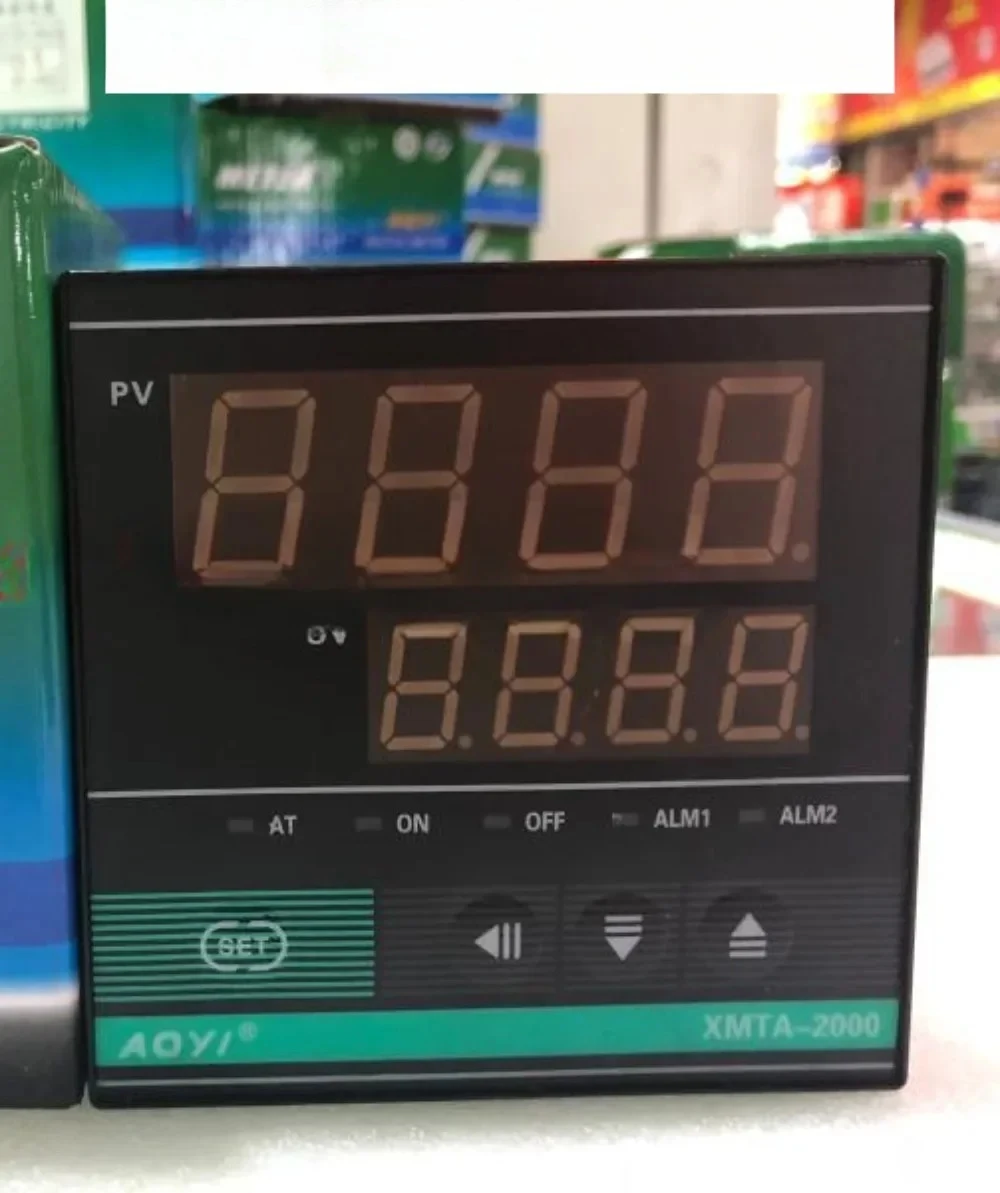 PV
AT ON OFF ALM1 ALM2
SET
AOYI®
XMTA-2000